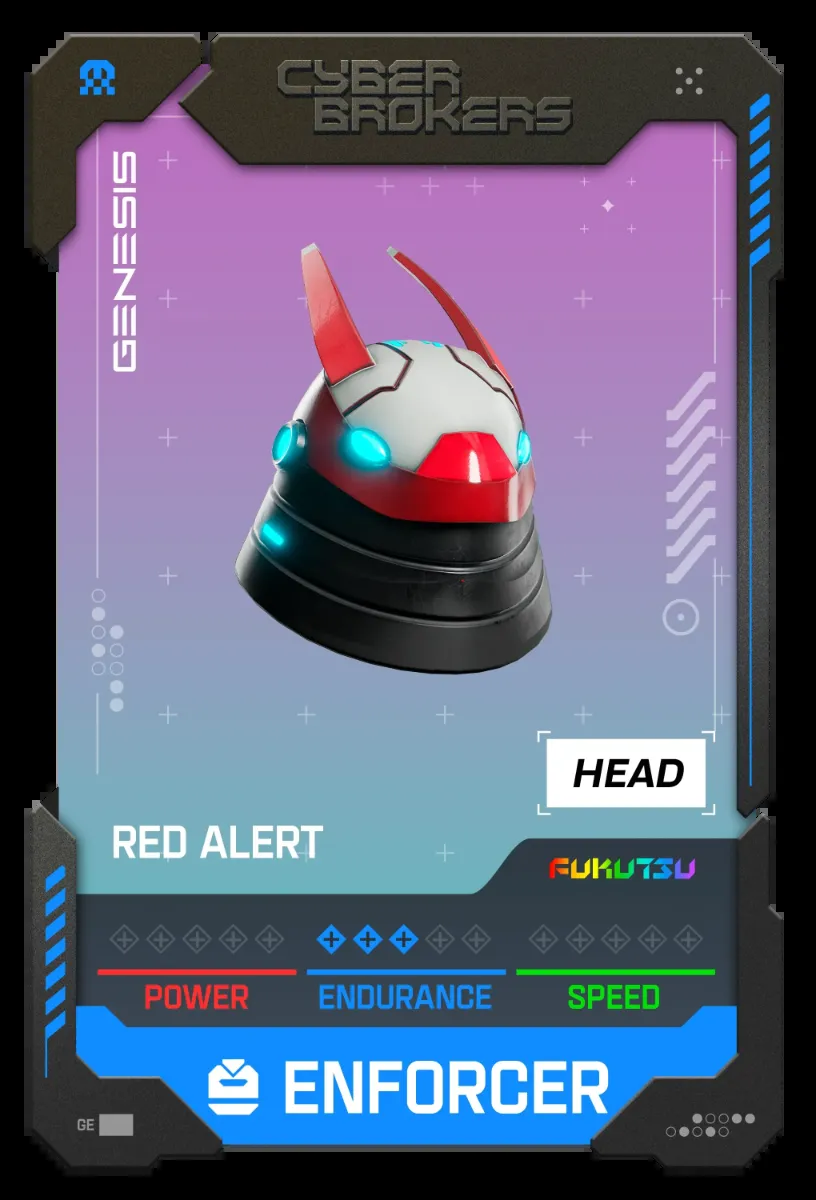 CYBER
BROKERS
GENESIS
HEAD
RED ALERT
FUKUTSU
POWER
ENDURANCE
SPEED
ENFORCER
GE